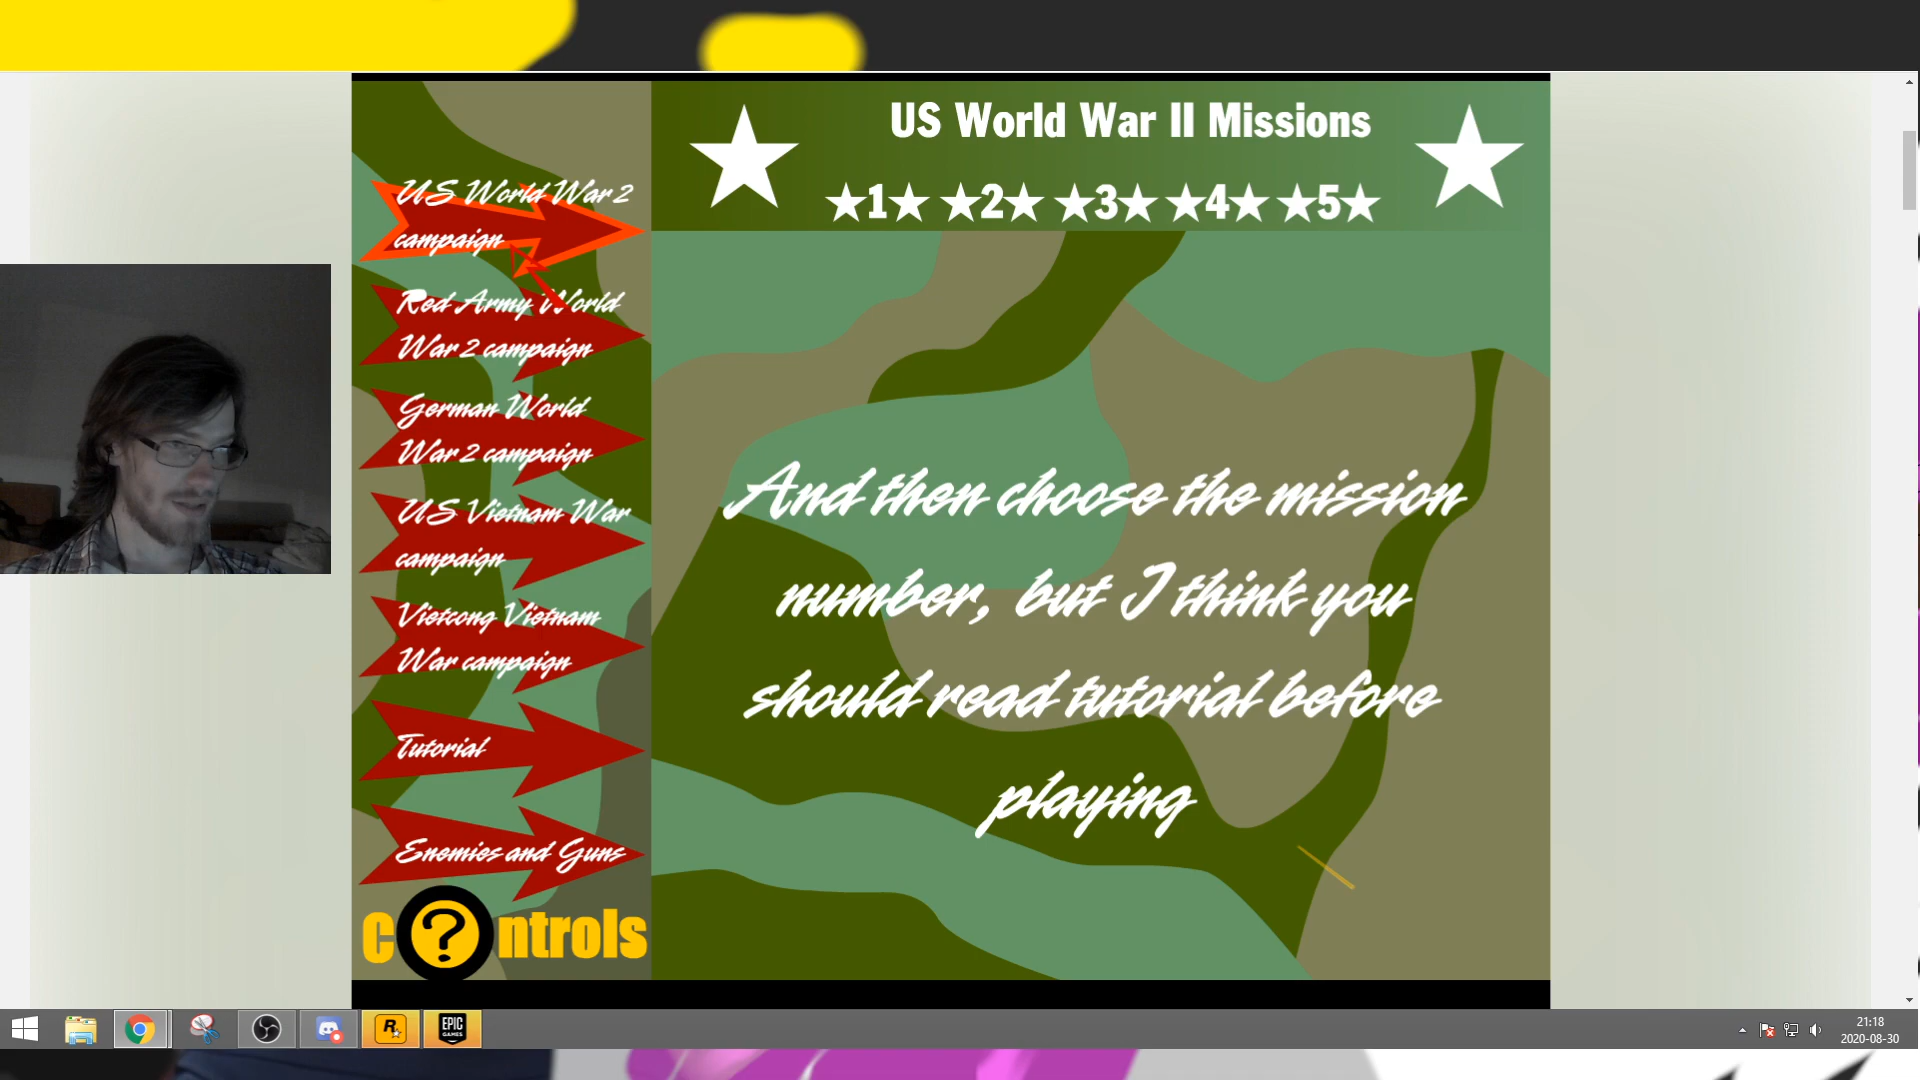 US World War II Missions
★1★ ★2★ ★3★ ★4★ ★5★
US World War 2
campaign
Red Army World
War 2 campaign
German World
War 2 campaign
US Vietnam War
campaign
Vietcong Vietnam
War campaign
Tutorial
Enemies and Guns
c?ntrols
And then choose the mission
number, but I think you
should read tutorial before
playing
R
EPIC
GAMES
21:18
2020-08-30